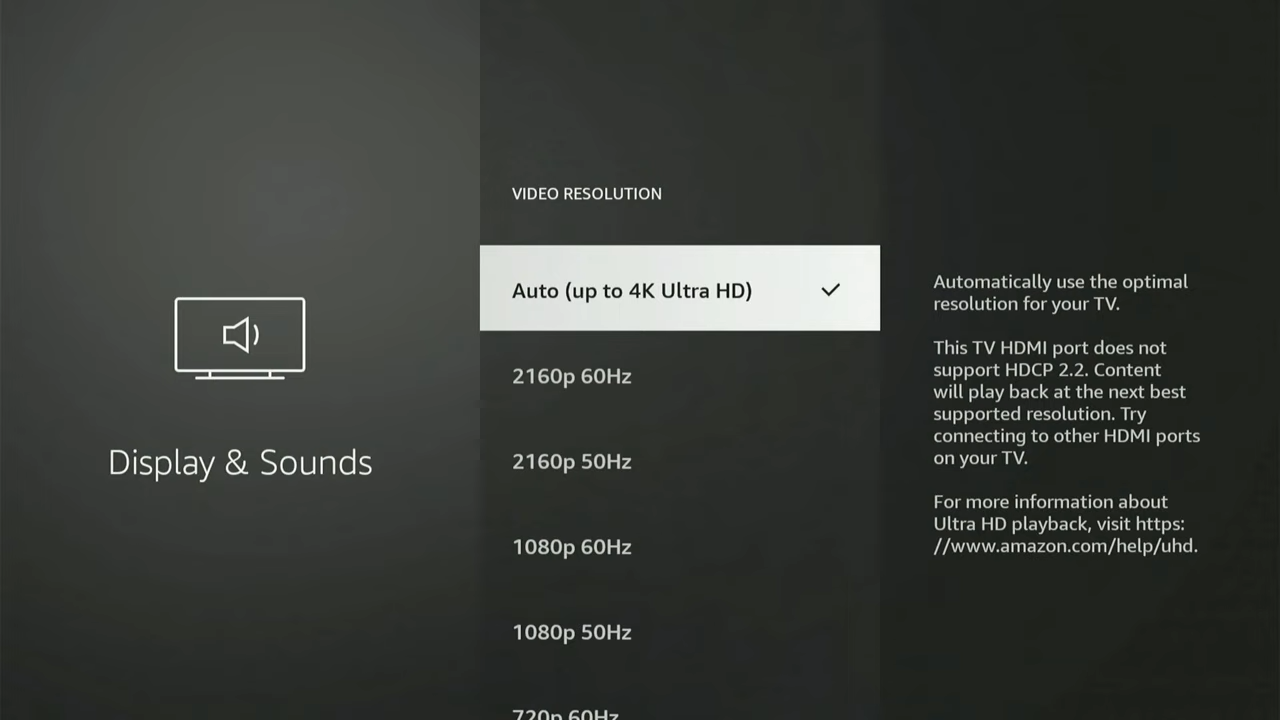 Display & Sounds
VIDEO RESOLUTION
Auto (up to 4K Ultra HD)
2160p 60Hz
2160p 50Hz
1080p 60Hz
1080p 50Hz
720p 60Hz
Automatically use the optimal
resolution for your TV.
This TV HDMI port does not
support HDCP 2.2. Content
will play back at the next best
supported resolution. Try
connecting to other HDMI ports
on your TV.
For more information about
Ultra HD playback, visit https:
//www.amazon.com/help/uhd.